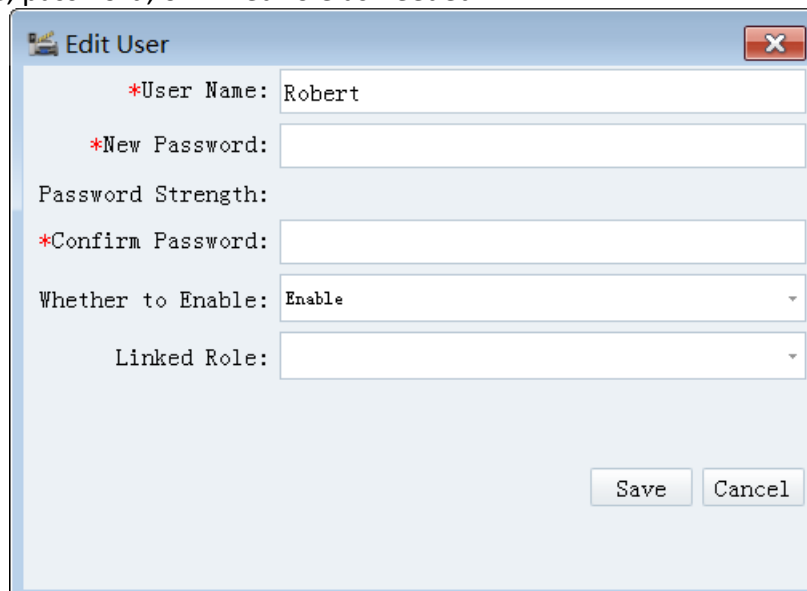 Edit User
*User Name: Robert
*New Password:
Password Strength:
*Confirm Password:
Whether to Enable: Enable
Linked Role:
Save Cancel